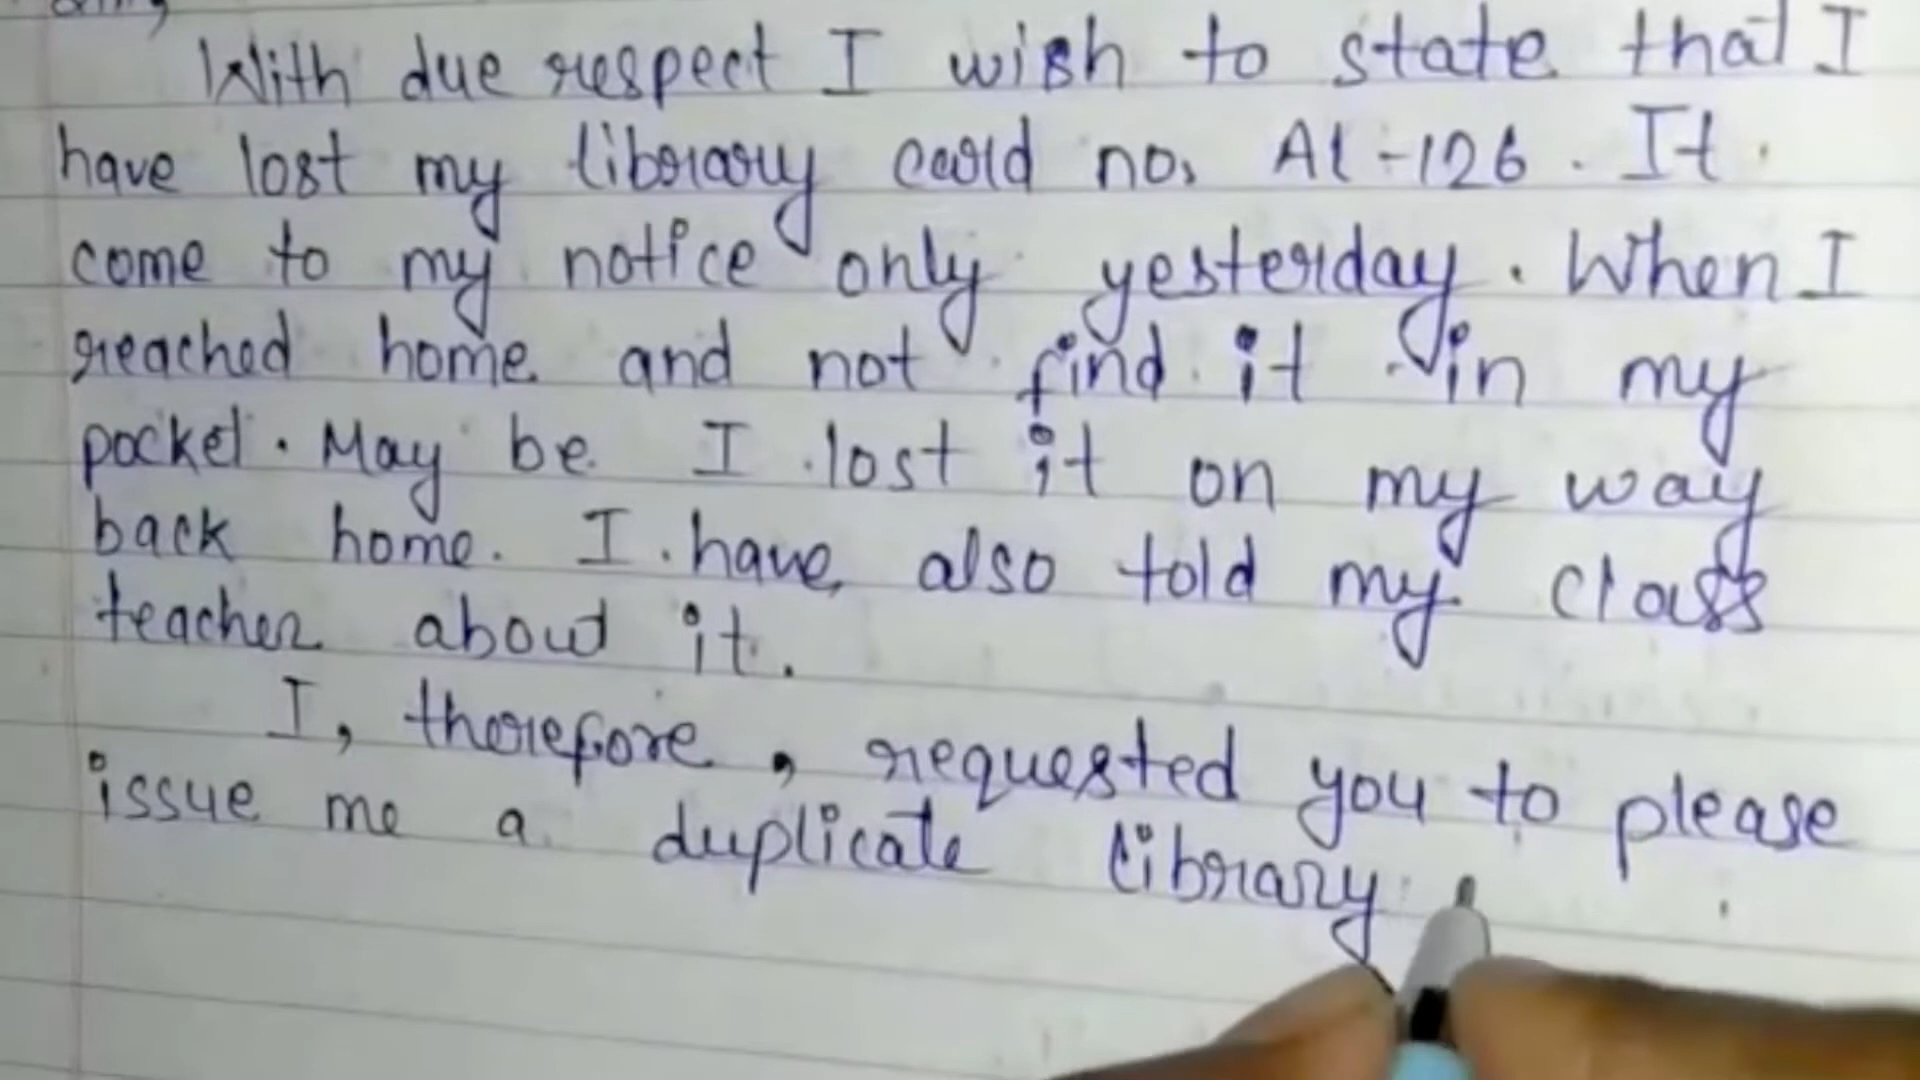 With due respect I wish to state that I
have lost my library card no. Al-126. It
come to my notice only yesterday. When I
reached home and not find it in my
pocket. May be I lost it on my way
back home. I have also told my class
teacher about it.
I, therefore, requested you to please
issue me a duplicate library